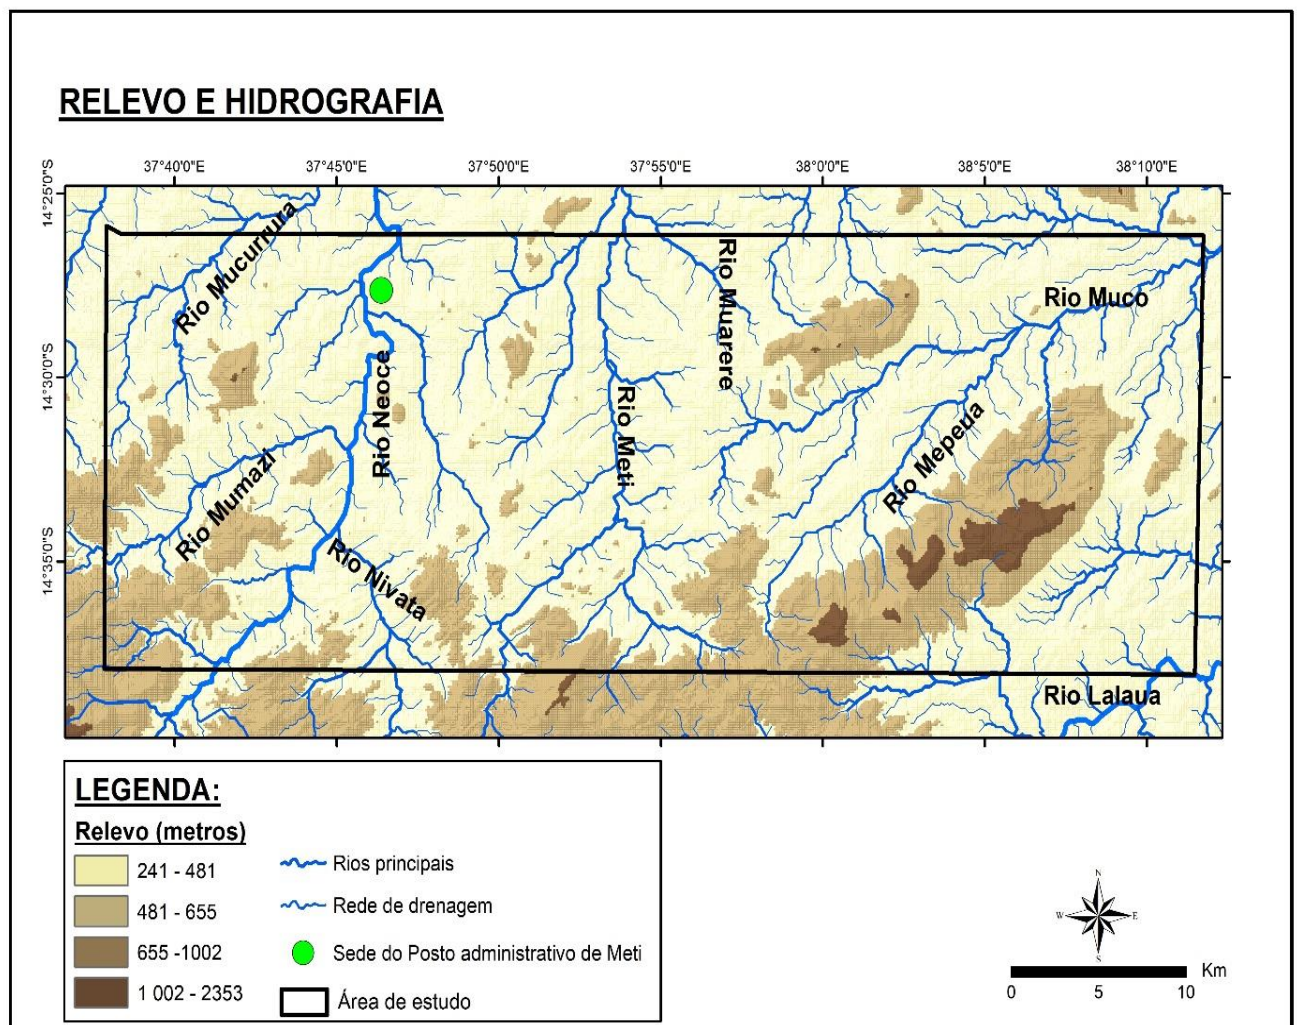 RELEVO E HIDROGRAFIA
37°40'0"E 37°45'0"E 37°50'0"E 37°55'0"E 38°0'0"E 38°5'0"E 38°10'0"E
14°25'0"S
14°30'0"S
14°35'0"S
Rio Mucurrura
Rio Neoce
Rio Meti
Rio Muarere
Rio Muco
Rio Mepeua
Rio Mumazi
Rio Nivata
Rio Lalaua
LEGENDA:
Relevo (metros)
241 - 481
481 - 655
655 -1002
1 002 - 2353
Rios principais
Rede de drenagem
Sede do Posto administrativo de Meti
Área de estudo
N
W E
S
Km
0 5 10